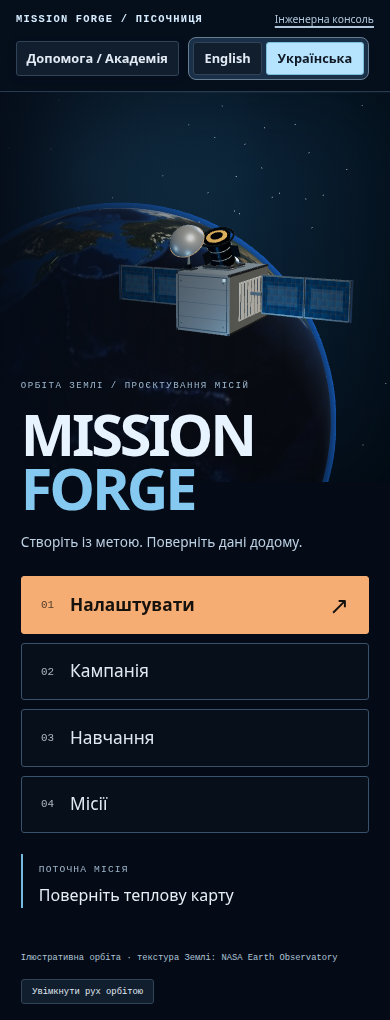 MISSION FORGE / ПІСОЧНИЦЯ
Інженерна консоль
Допомога / Академія
English
Українська
ОРБІТА ЗЕМЛІ / ПРОЄКТУВАННЯ МІСІЙ
MISSION
FORGE
Створіть із метою. Поверніть дані додому.
01 Налаштувати ↗
02 Кампанія
03 Навчання
04 Місії
ПОТОЧНА МІСІЯ
Поверніть теплову карту
Ілюстративна орбіта · текстура Землі: NASA Earth Observatory
Увімкнути рух орбітою